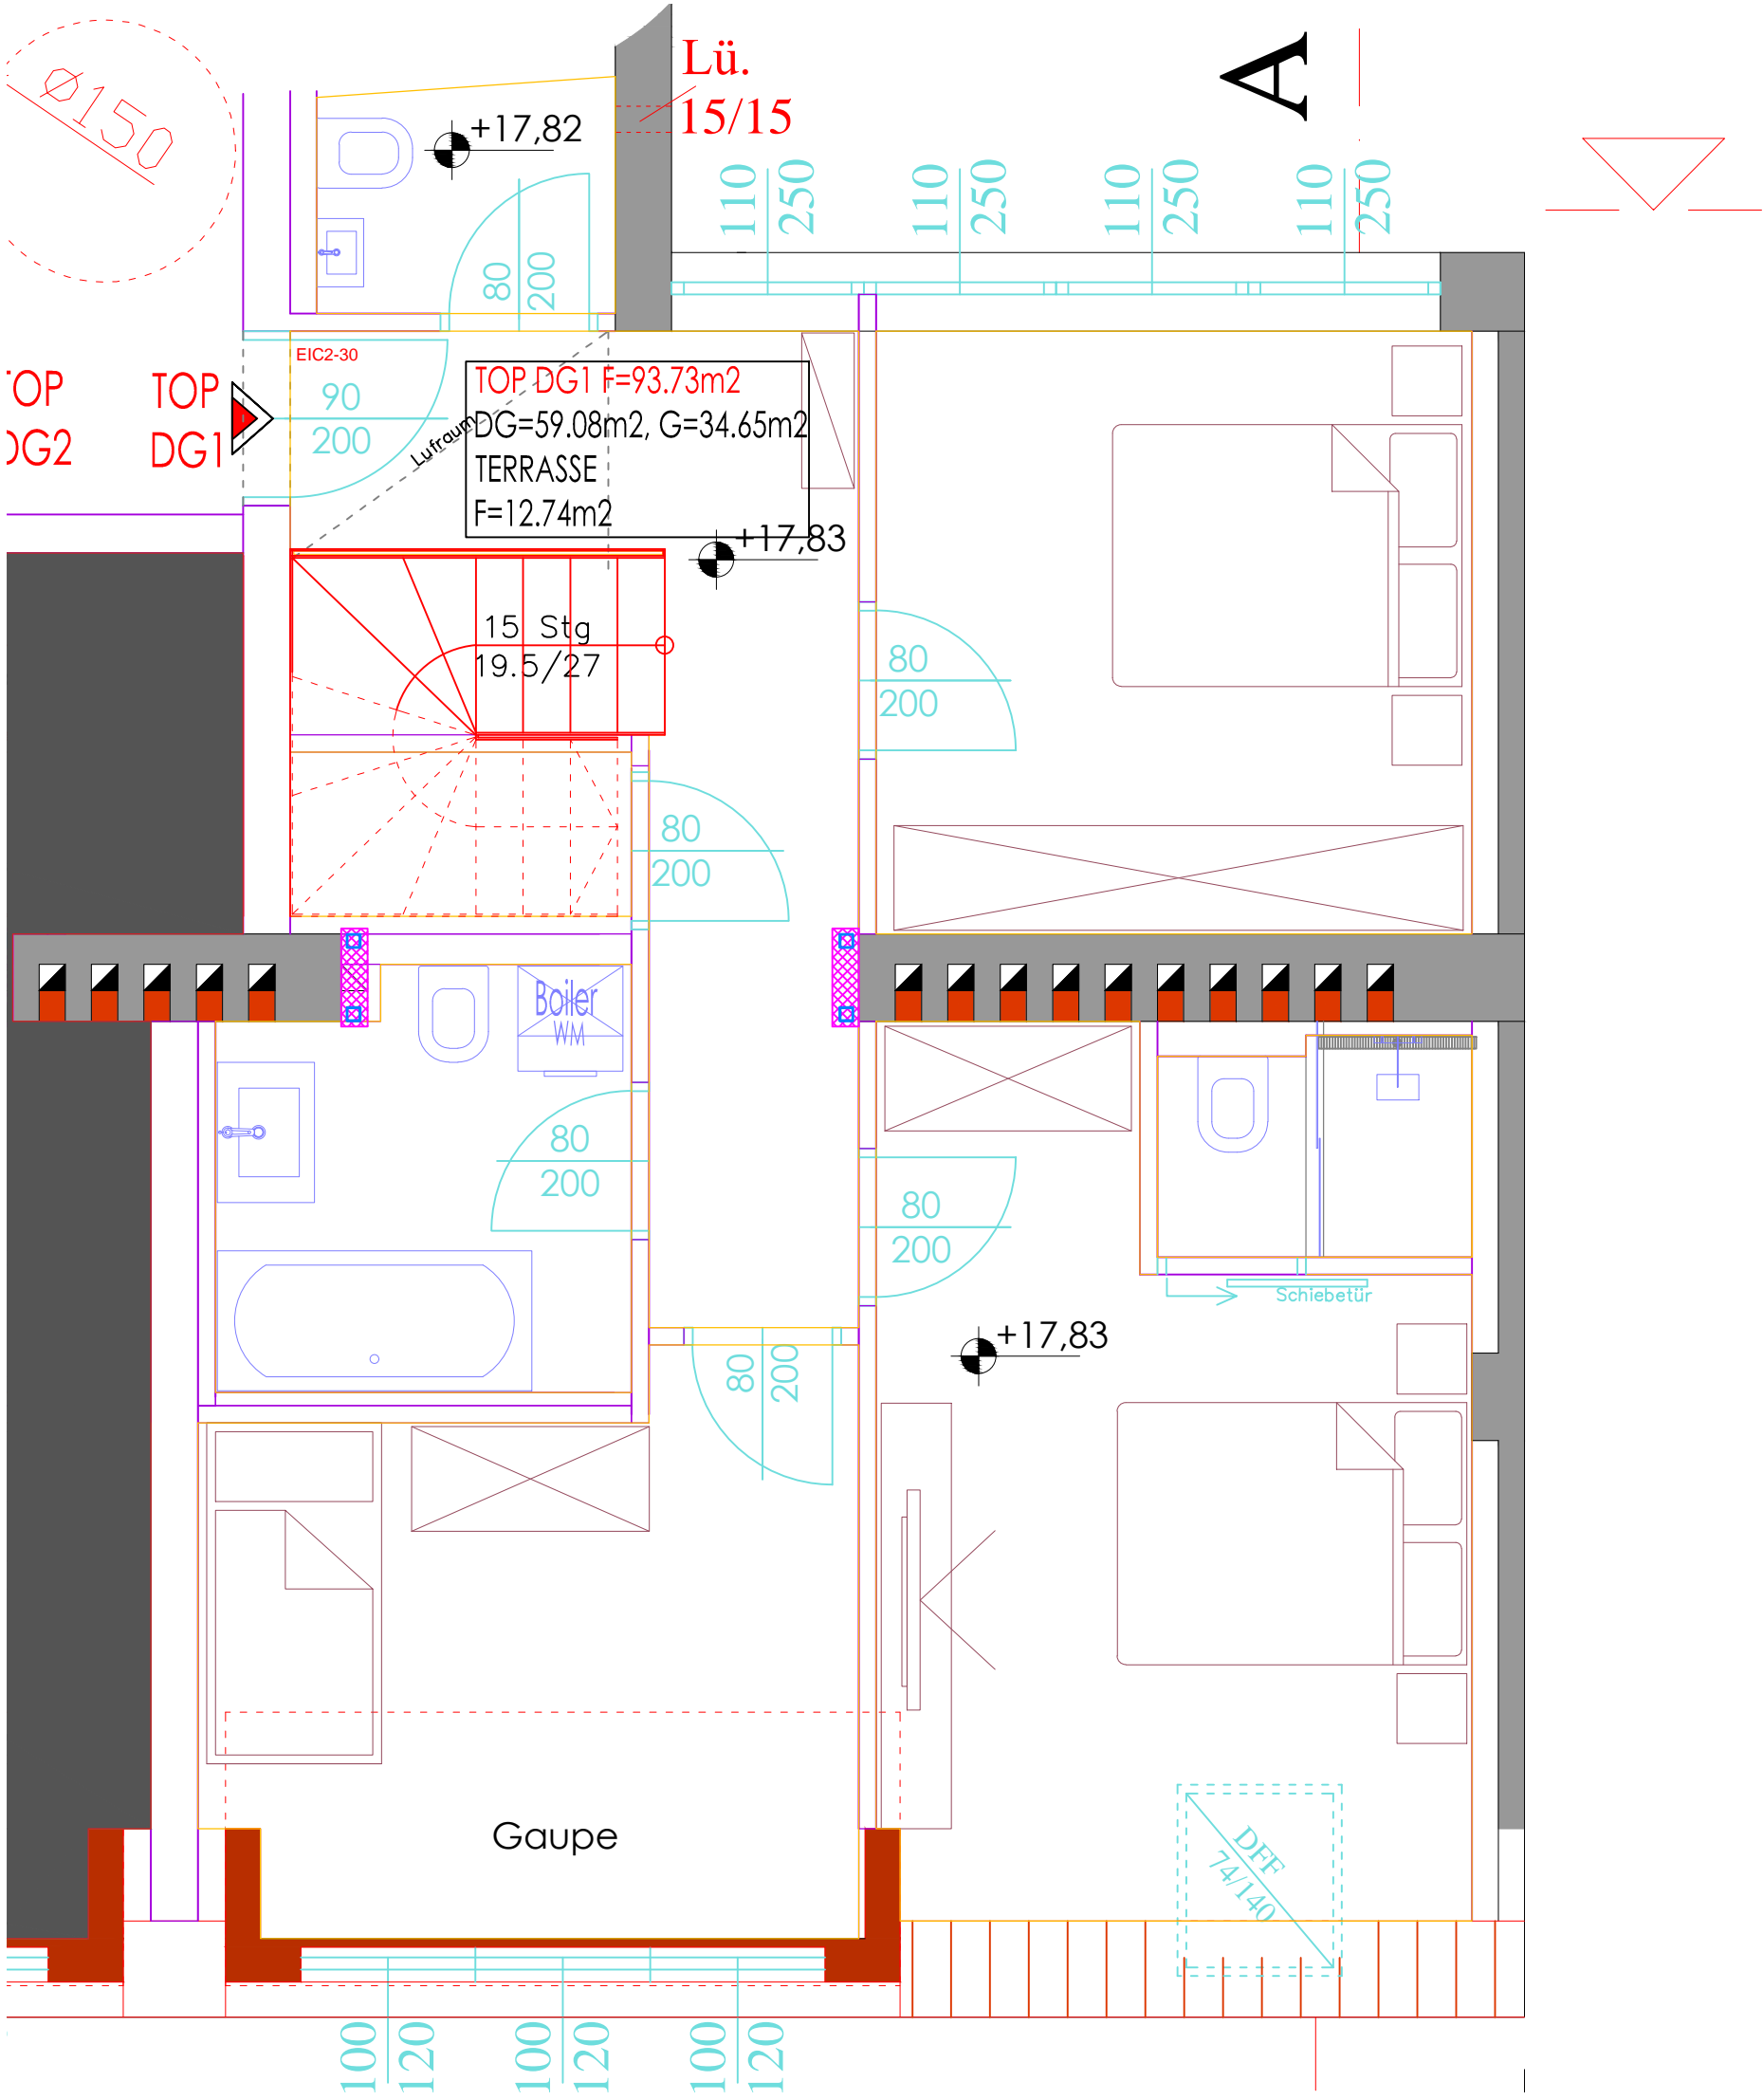 Ø150
Lü.
15/15
A
+17,82
110
250
110
250
110
250
110
250
80
200
EIC2-30
TOP
DG1
90
200
Lufraum
TOP DG1 F=93.73m2
DG=59.08m2, G=34.65m2
TERRASSE
F=12.74m2
+17,83
15 Stg
19.5/27
80
200
80
200
Boiler
WM
80
200
80
200
Schiebetür
+17,83
80
200
Gaupe
DFF
74/140
100
120
100
120
100
120